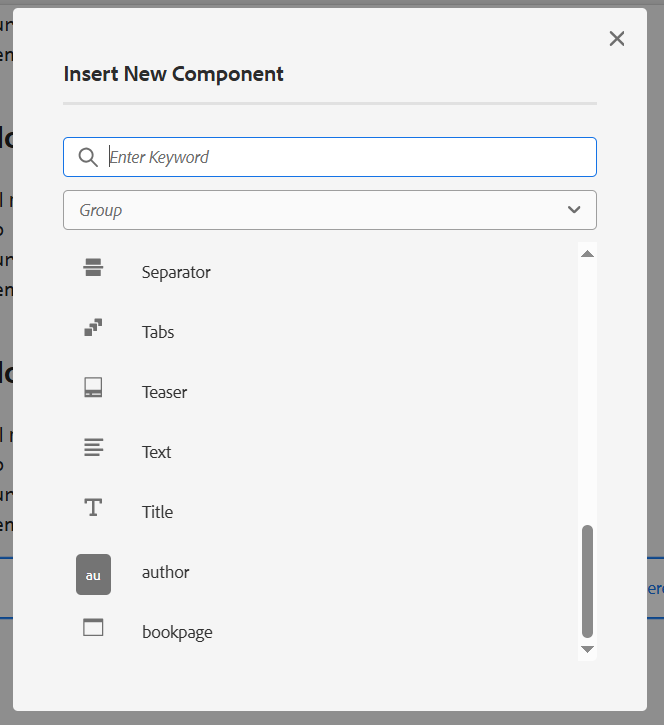 Insert New Component
Enter Keyword
Group
Separator
Tabs
Teaser
Text
Title
au author
bookpage